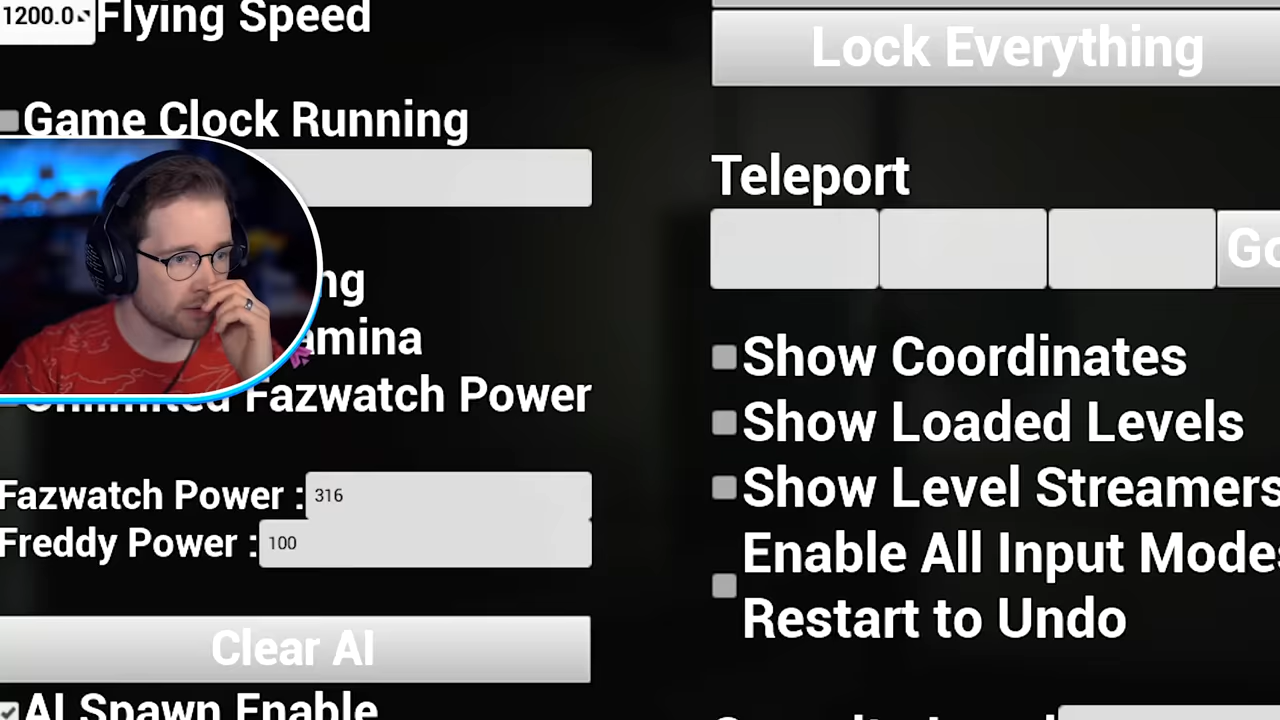 1200.0
Flying Speed
Game Clock Running
Fazwatch Power
Fazwatch Power : 316
Freddy Power : 100
Clear AI
AI Spawn Enable
Lock Everything
Teleport
Show Coordinates
Show Loaded Levels
Show Level Streamers
Enable All Input Modes
Restart to Undo